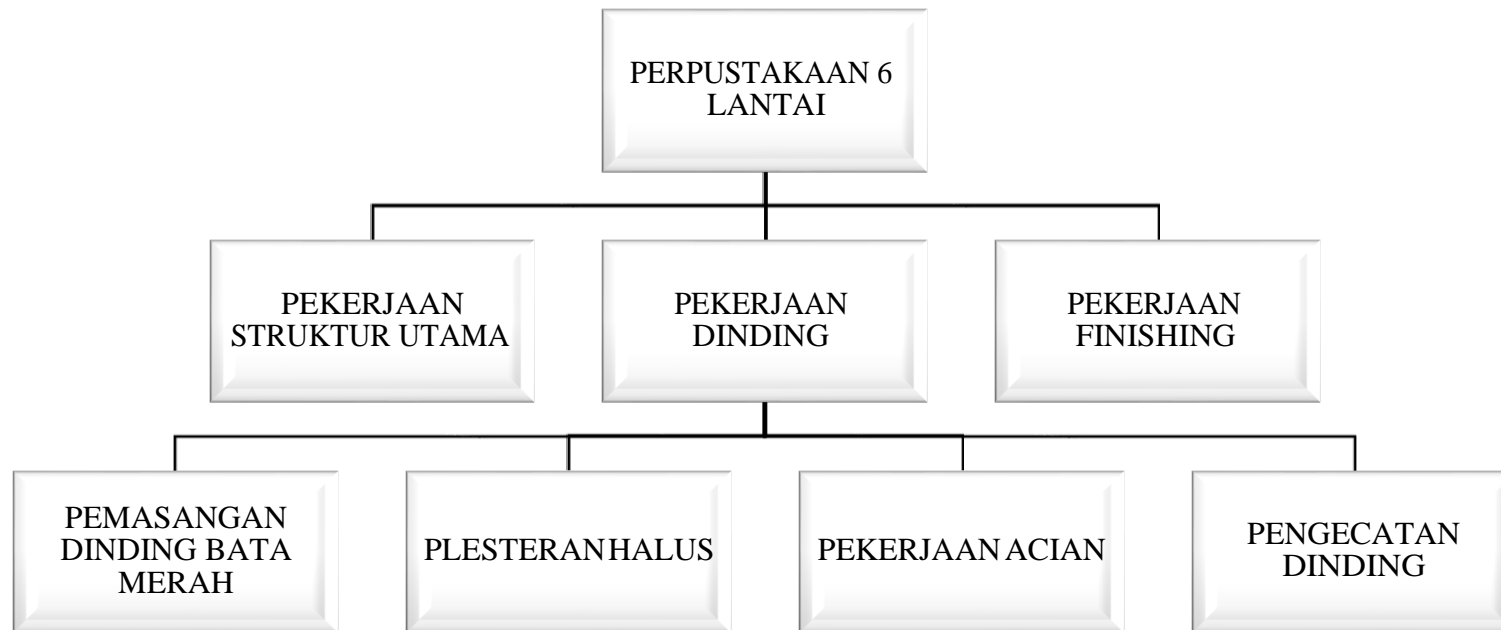 PERPUSTAKAAN 6
LANTAI
PEKERJAAN
STRUKTUR UTAMA
PEKERJAAN
DINDING
PEKERJAAN
FINISHING
PEMASANGAN
DINDING BATA
MERAH
PLESTERAN HALUS
PEKERJAAN ACIAN
PENGECATAN
DINDING